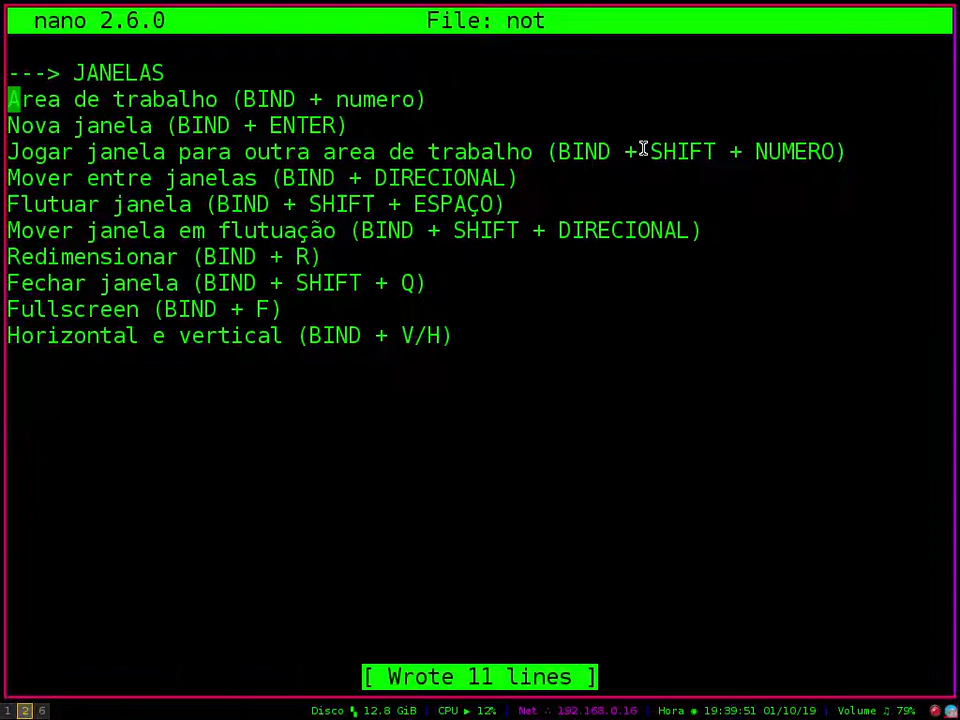 nano 2.6.0 File: not
---> JANELAS
Area de trabalho (BIND + numero)
Nova janela (BIND + ENTER)
Jogar janela para outra area de trabalho (BIND + SHIFT + NUMERO)
Mover entre janelas (BIND + DIRECIONAL)
Flutuar janela (BIND + SHIFT + ESPAÇO)
Mover janela em flutuação (BIND + SHIFT + DIRECIONAL)
Redimensionar (BIND + R)
Fechar janela (BIND + SHIFT + Q)
Fullscreen (BIND + F)
Horizontal e vertical (BIND + V/H)
[ Wrote 11 lines ]
1 2 6 Disco ▚ 12.8 GiB | CPU ▶ 12% | Net ∴ 192.168.0.16 | Hora ◉ 19:39:51 01/10/19 | Volume ♫ 79%